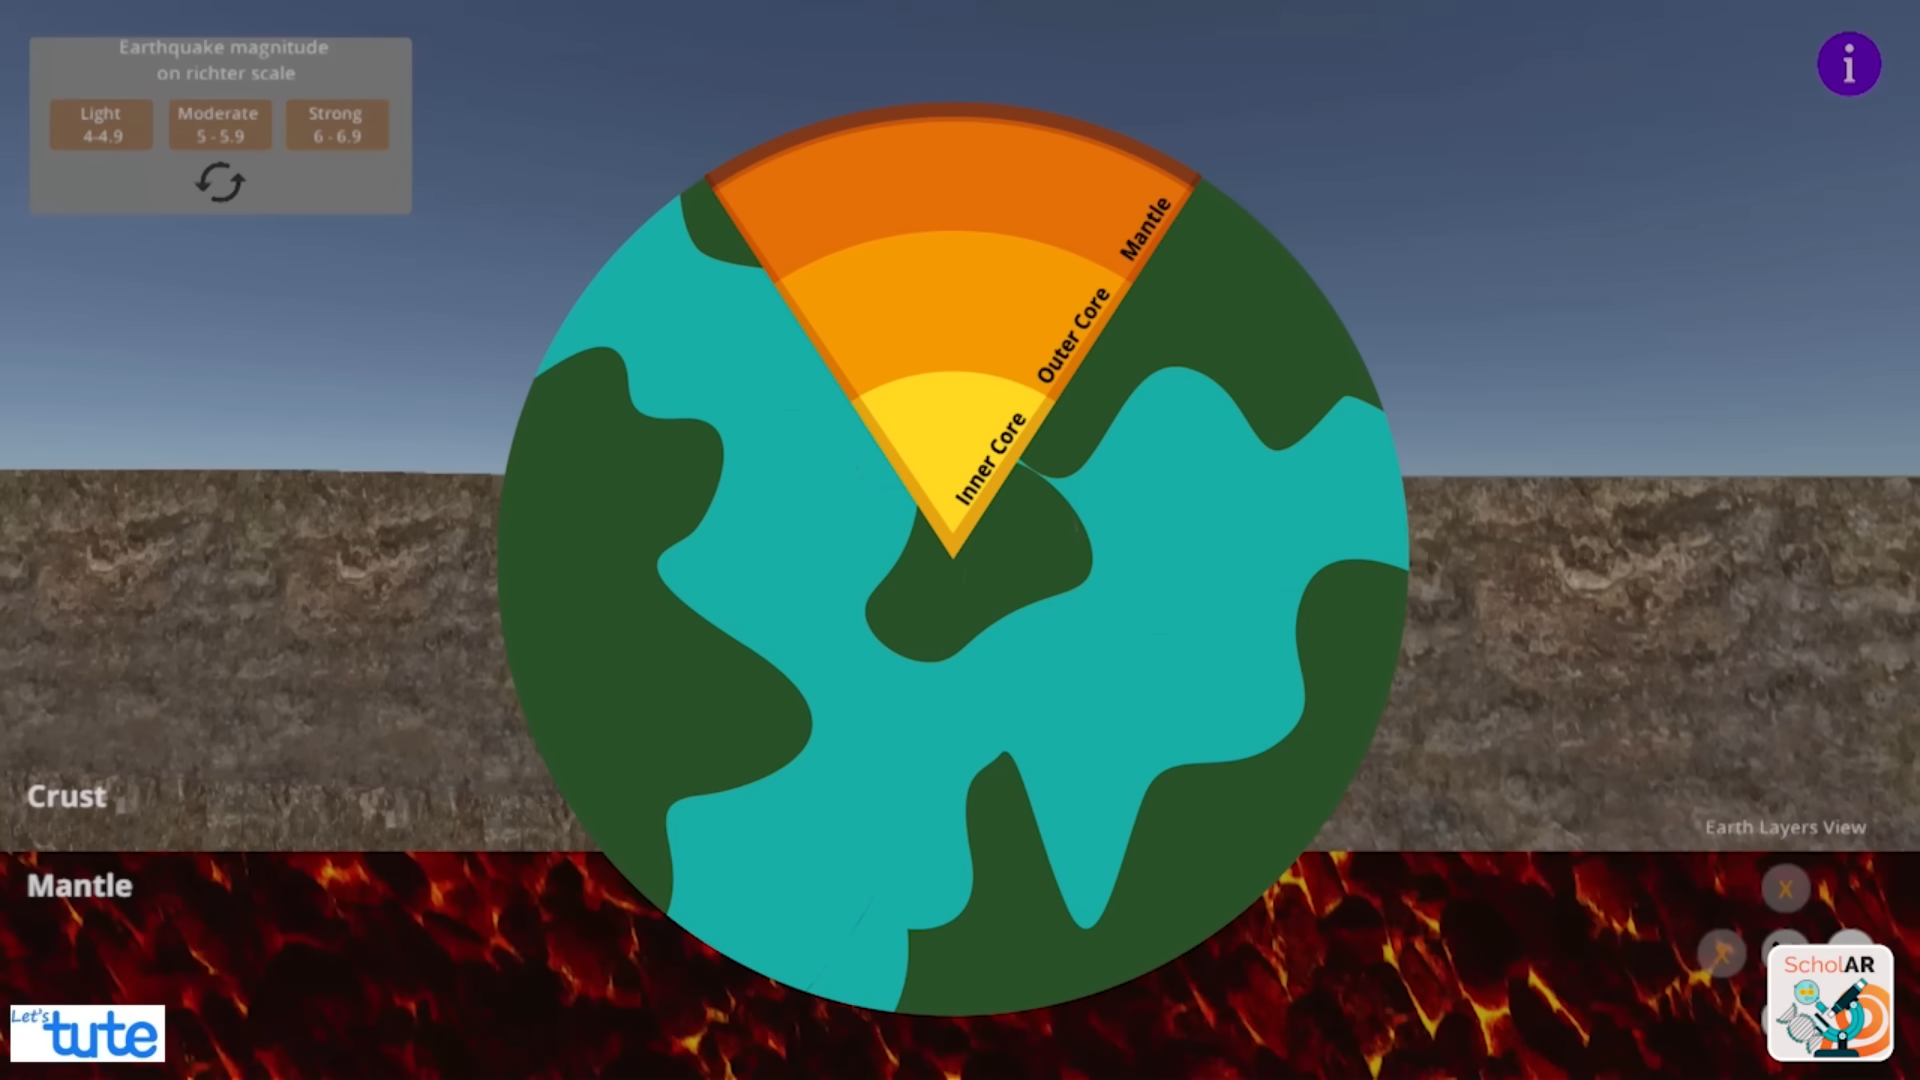 Earthquake magnitude
on richter scale
Light
4-4.9
Moderate
5 - 5.9
Strong
6 - 6.9
i
Mantle
Outer Core
Inner Core
Crust
Earth Layers View
Mantle
X
ScholAR
Let's
tute